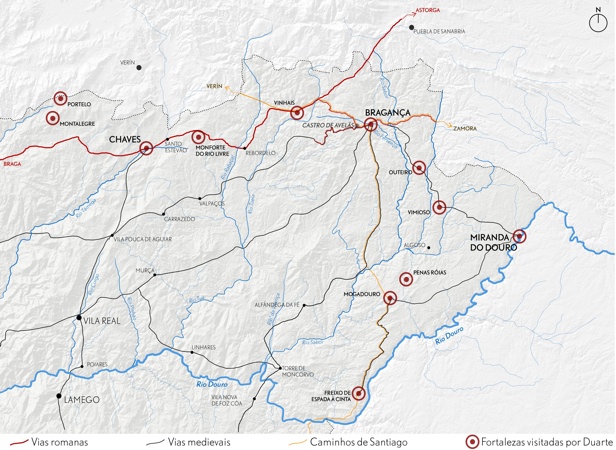 ASTORGA
N
PUEBLA DE SANABRIA
VERÍN
VERÍN
PORTELO
VINHAIS
BRAGANÇA
MONTALEGRE
CASTRO DE AVELÃS
ZAMORA
CHAVES
SANTO
ESTEVÃO
MONFORTE
DO RIO LIVRE
REBORDELO
BRAGA
OUTEIRO
Rio Tâmega
VALPAÇOS
CARRAZEDO
VIMIOSO
VILA POUCA DE AGUIAR
ALGOSO
MIRANDA
DO DOURO
MURÇA
PENAS RÓIAS
MOGADOURO
ALFÂNDEGA DA FÉ
VILA REAL
Rio Douro
LINHARES
Rio Sabor
POIARES
TORRE DE
MONCORVO
Rio Douro
LAMEGO
VILA NOVA
DE FOZ CÔA
FREIXO DE
ESPADA À CINTA
Vias romanas
Vias medievais
Caminhos de Santiago
Fortalezas visitadas por Duarte